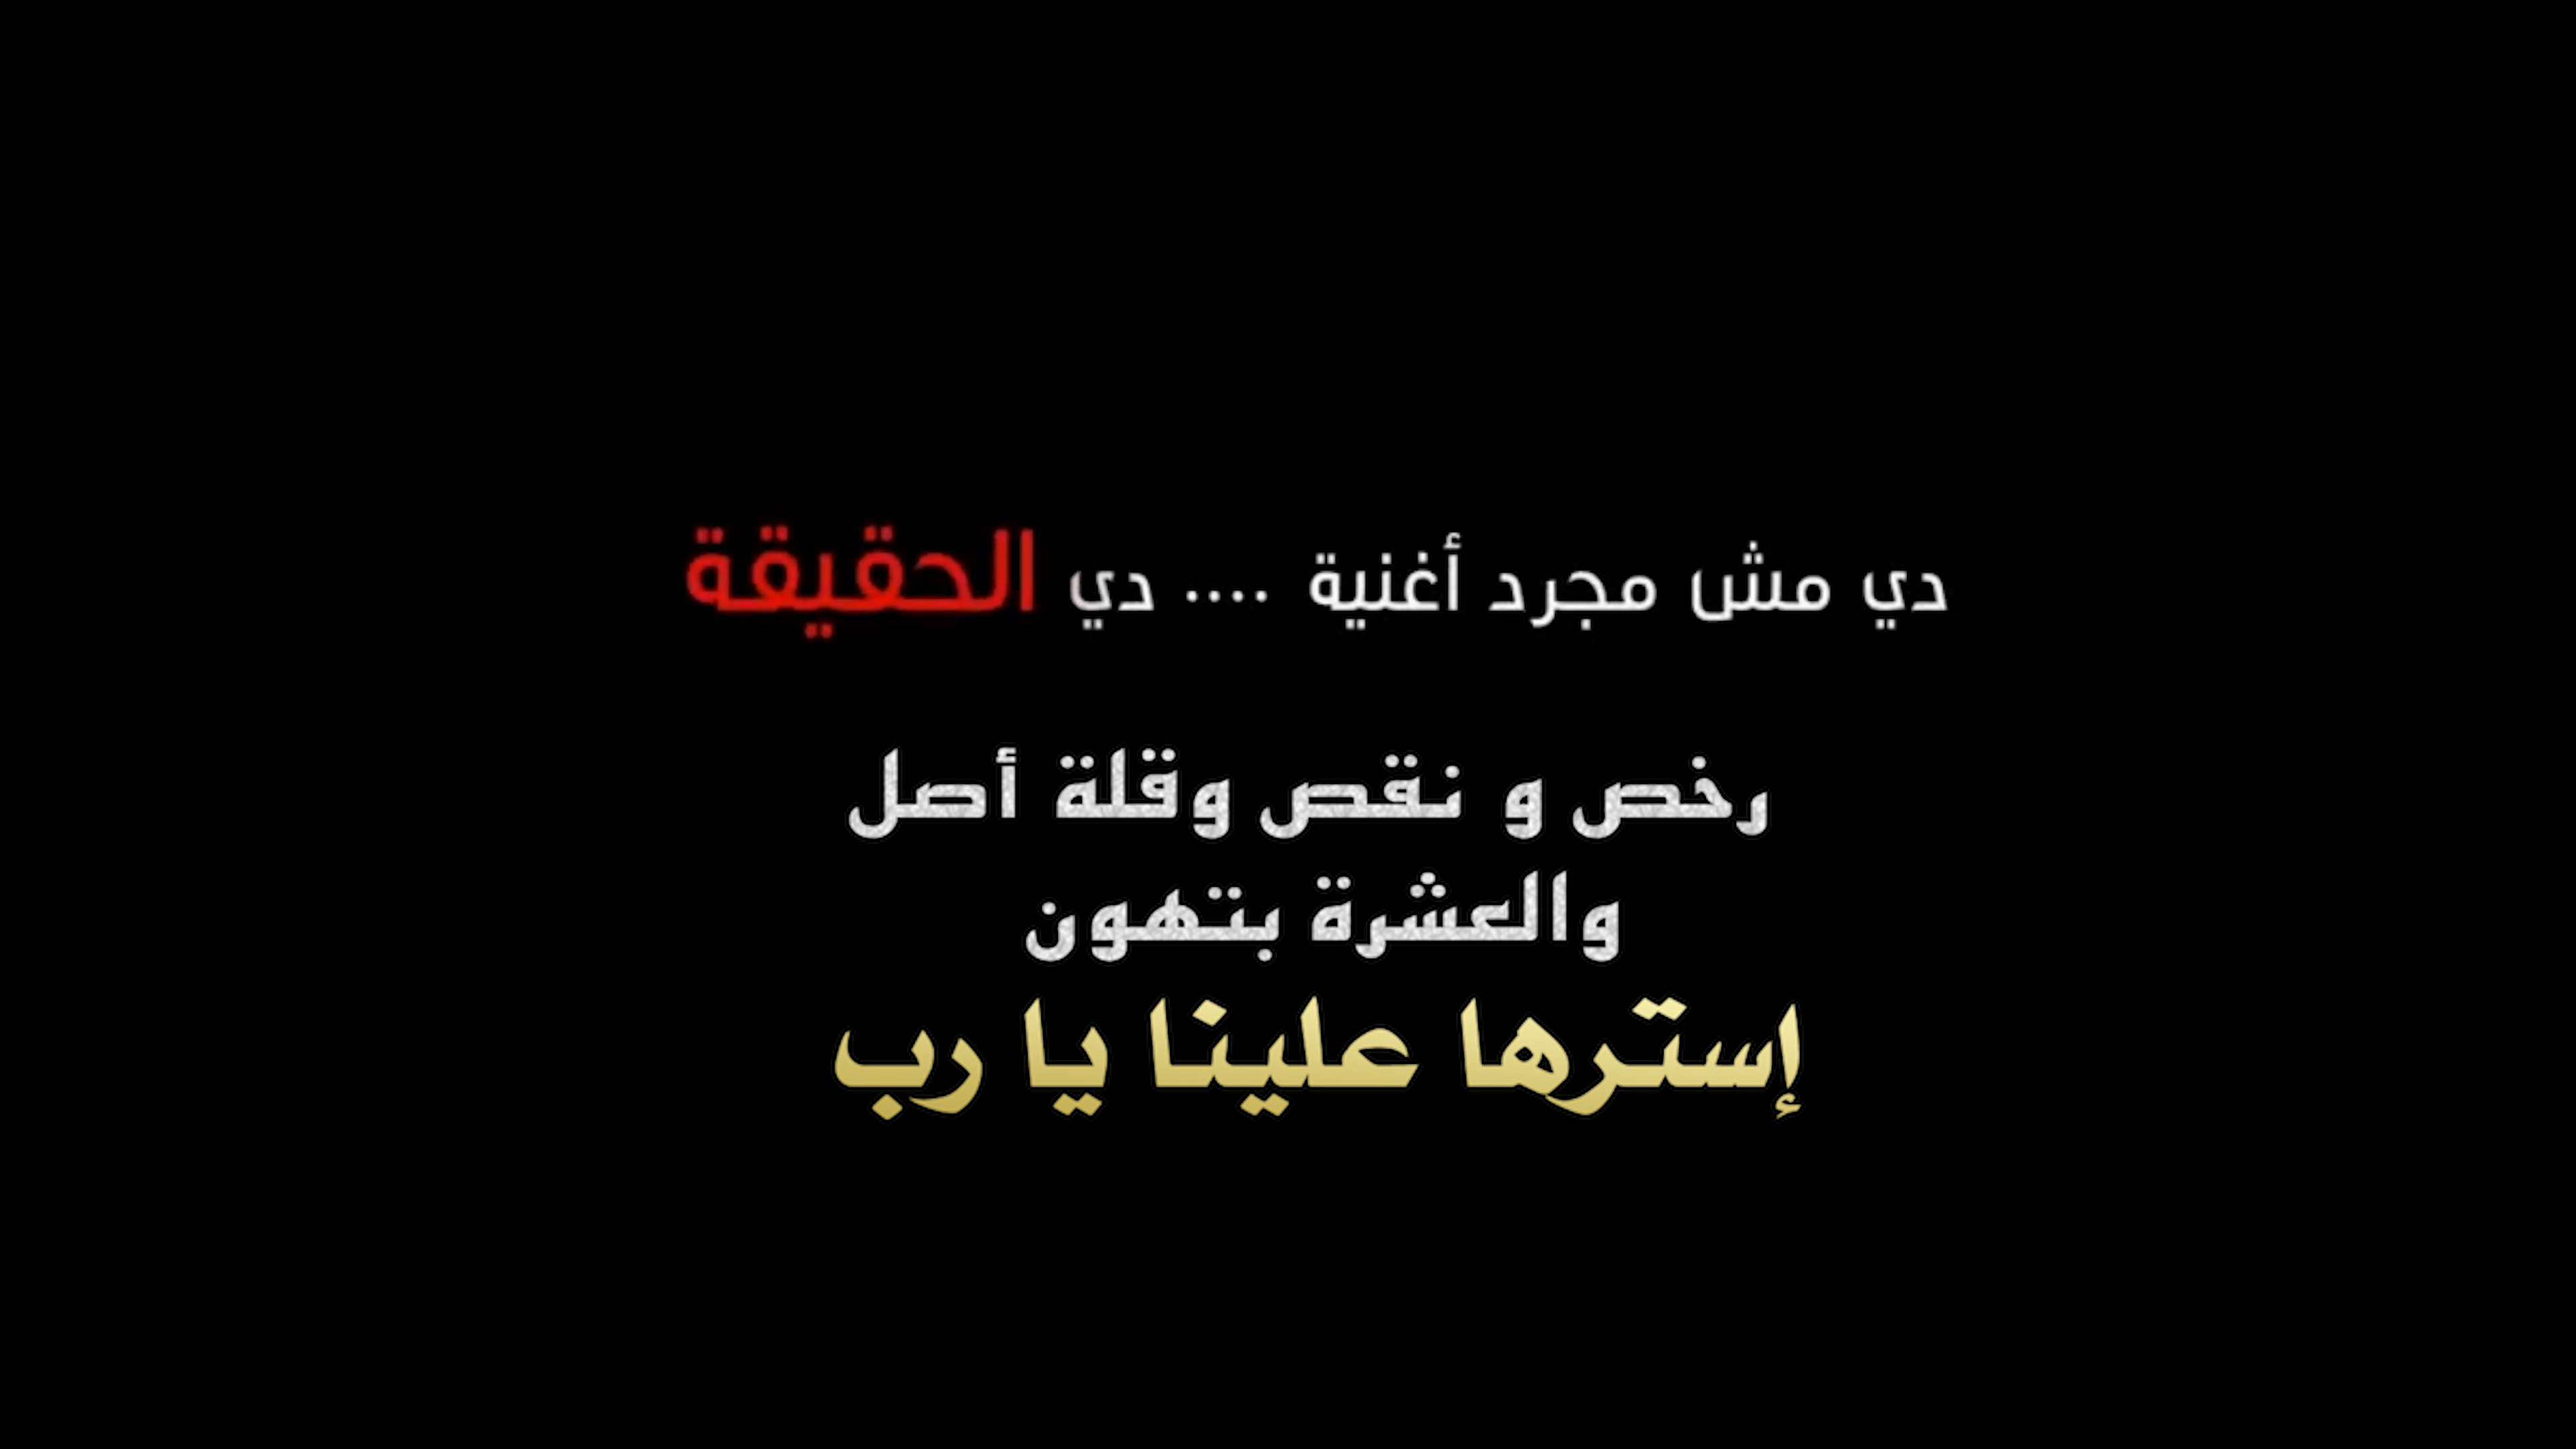 دي مش مجرد أغنية .... دي الحقيقة
رخص و نقص وقلة أصل
والعشرة بتهون
إسترها علينا يا رب